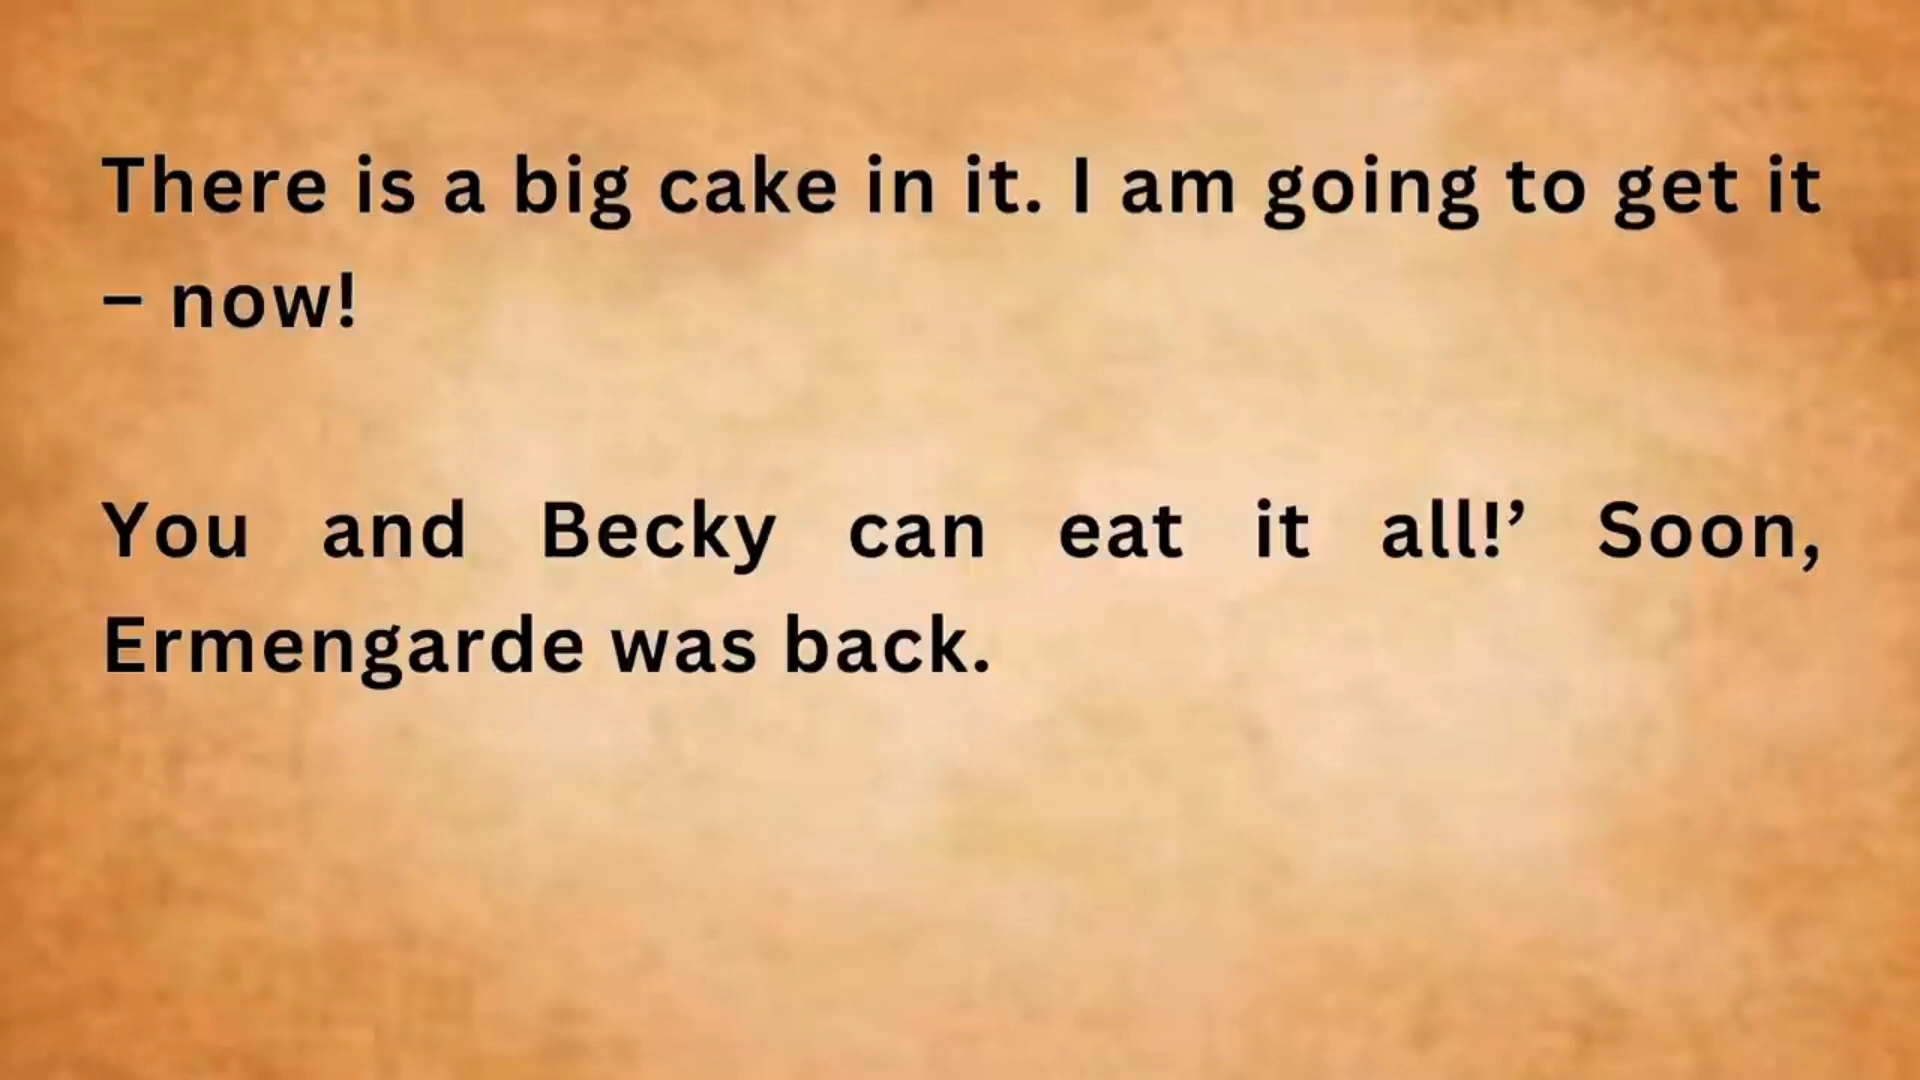 There is a big cake in it. I am going to get it
– now!
You and Becky can eat it all!’ Soon,
Ermengarde was back.